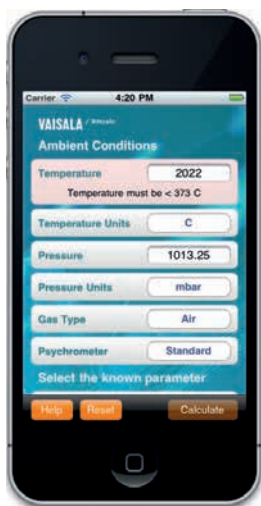 Carrier 4:20 PM
VAISALA /
Ambient Conditions
Temperature 2022
Temperature must be < 373 C
Temperature Units C
Pressure 1013.25
Pressure Units mbar
Gas Type Air
Psychrometer Standard
Select the known parameter
Help Reset Calculate